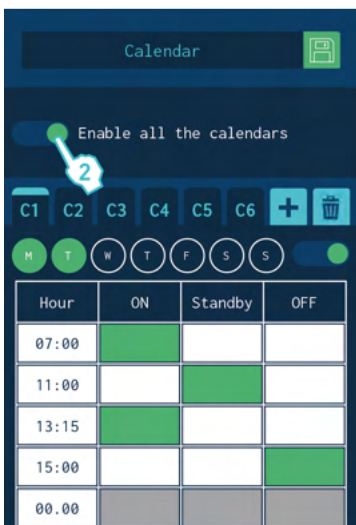 Calendar
Enable all the calendars
2
C1 C2 C3 C4 C5 C6 +
M T W T F S S
Hour ON Standby OFF
07:00
11:00
13:15
15:00
00.00